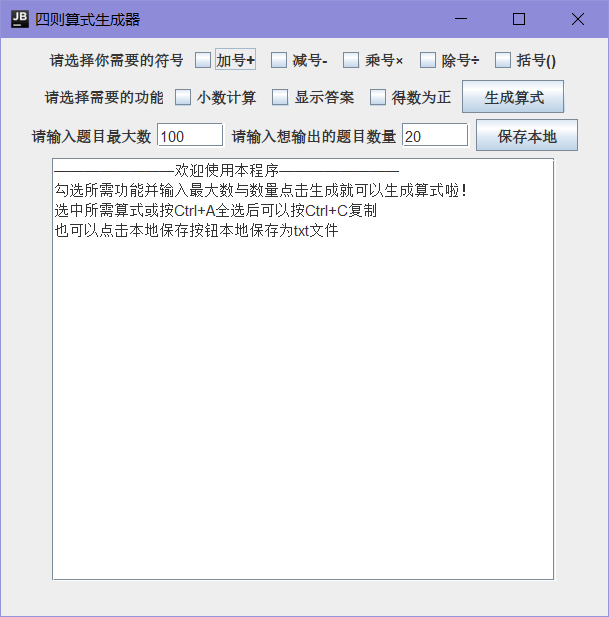 JB 四则算式生成器
请选择你需要的符号 加号+ 减号- 乘号× 除号÷ 括号()
请选择需要的功能 小数计算 显示答案 得数为正 生成算式
请输入题目最大数 100 请输入想输出的题目数量 20 保存本地
————————欢迎使用本程序————————
勾选所需功能并输入最大数与数量点击生成就可以生成算式啦!
选中所需算式或按Ctrl+A全选后可以按Ctrl+C复制
也可以点击本地保存按钮本地保存为txt文件